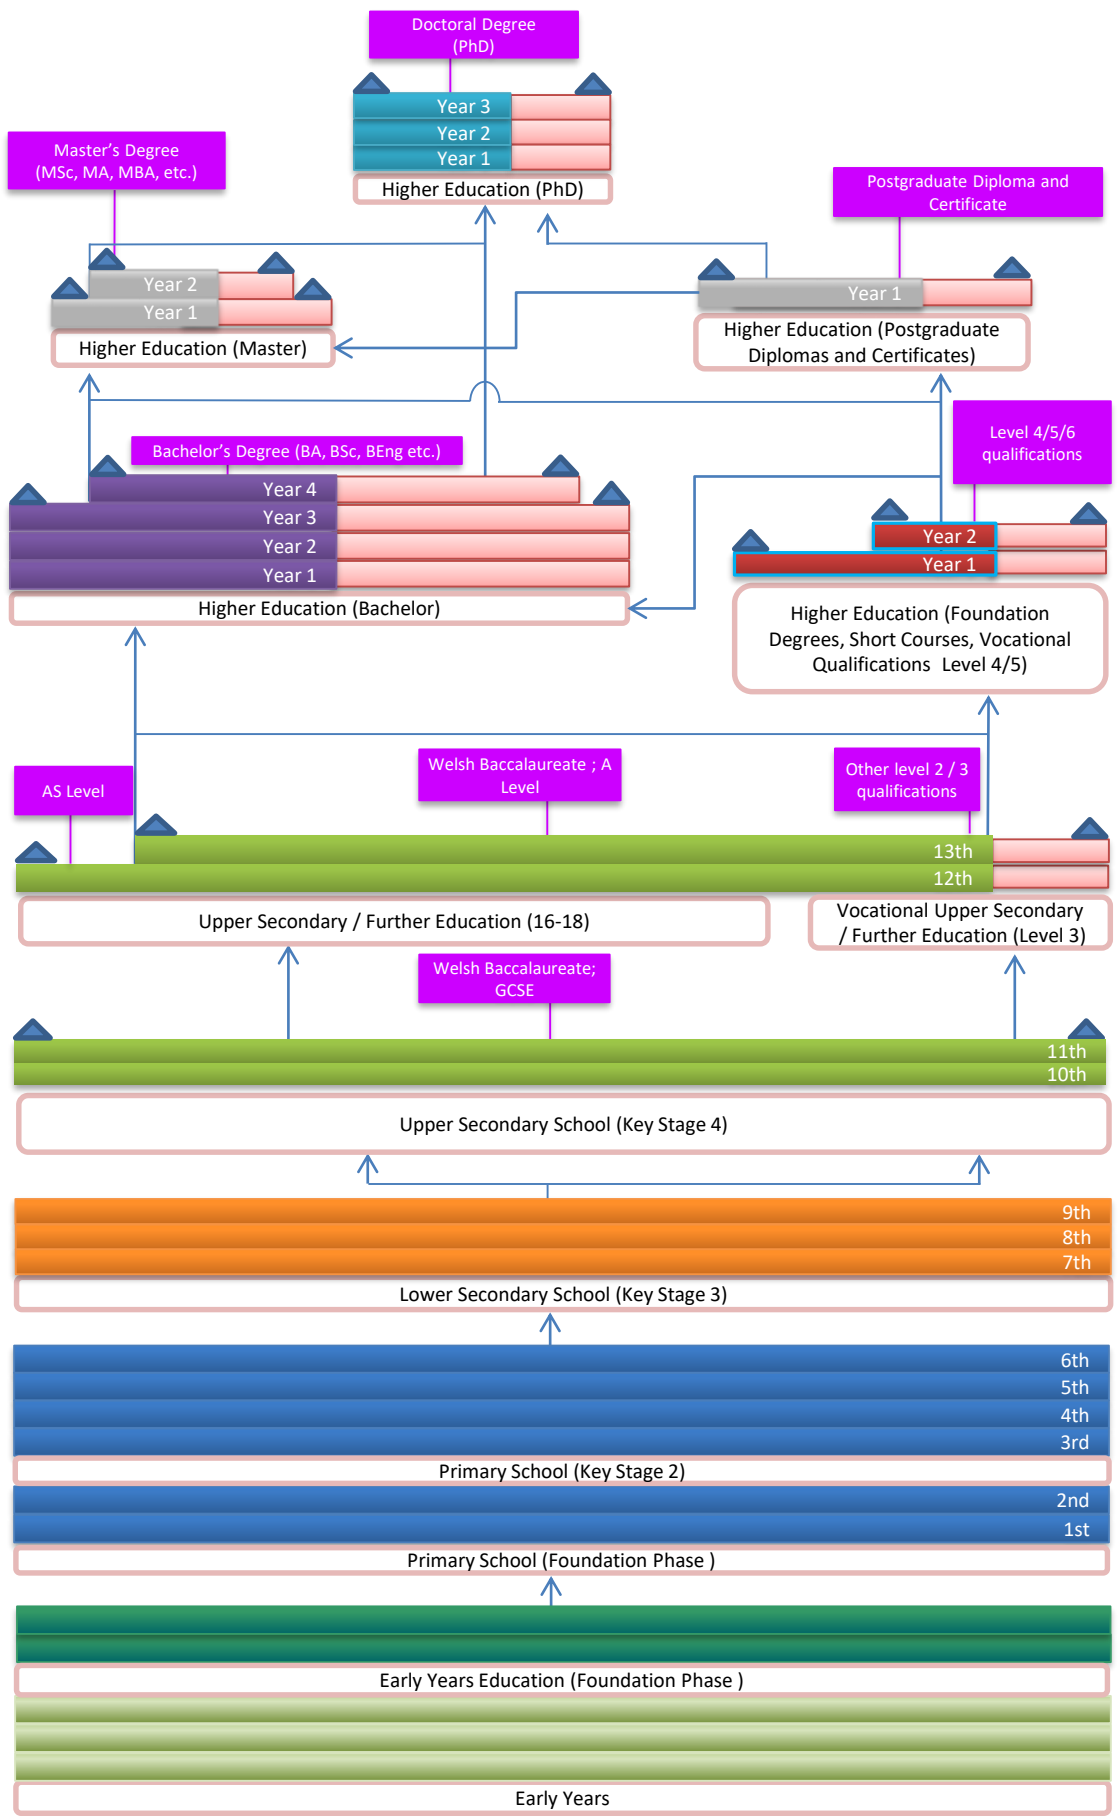 Doctoral Degree
(PhD)
Year 3
Year 2
Year 1
Higher Education (PhD)
Master’s Degree
(MSc, MA, MBA, etc.)
Postgraduate Diploma and
Certificate
Year 2
Year 1
Higher Education (Master)
Year 1
Higher Education (Postgraduate
Diplomas and Certificates)
Bachelor’s Degree (BA, BSc, BEng etc.)
Level 4/5/6
qualifications
Year 4
Year 3
Year 2
Year 1
Higher Education (Bachelor)
Year 2
Year 1
Higher Education (Foundation
Degrees, Short Courses, Vocational
Qualifications  Level 4/5)
AS Level
Welsh Baccalaureate ; A
Level
Other level 2 / 3
qualifications
13th
12th
Upper Secondary / Further Education (16-18)
Vocational Upper Secondary
/ Further Education (Level 3)
Welsh Baccalaureate;
GCSE
11th
10th
Upper Secondary School (Key Stage 4)
9th
8th
7th
Lower Secondary School (Key Stage 3)
6th
5th
4th
3rd
Primary School (Key Stage 2)
2nd
1st
Primary School (Foundation Phase )
Early Years Education (Foundation Phase )
Early Years